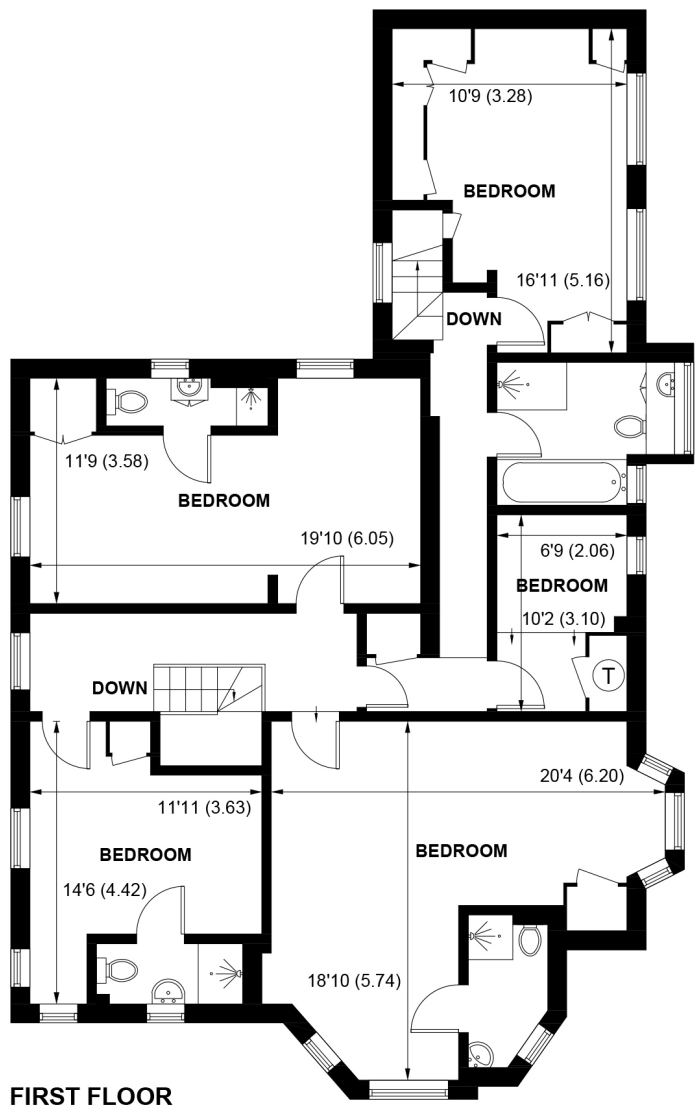 10'9 (3.28)
BEDROOM
16'11 (5.16)
DOWN
11'9 (3.58)
BEDROOM
19'10 (6.05)
6'9 (2.06)
BEDROOM
10'2 (3.10)
T
DOWN
20'4 (6.20)
11'11 (3.63)
BEDROOM
BEDROOM
14'6 (4.42)
18'10 (5.74)
FIRST FLOOR